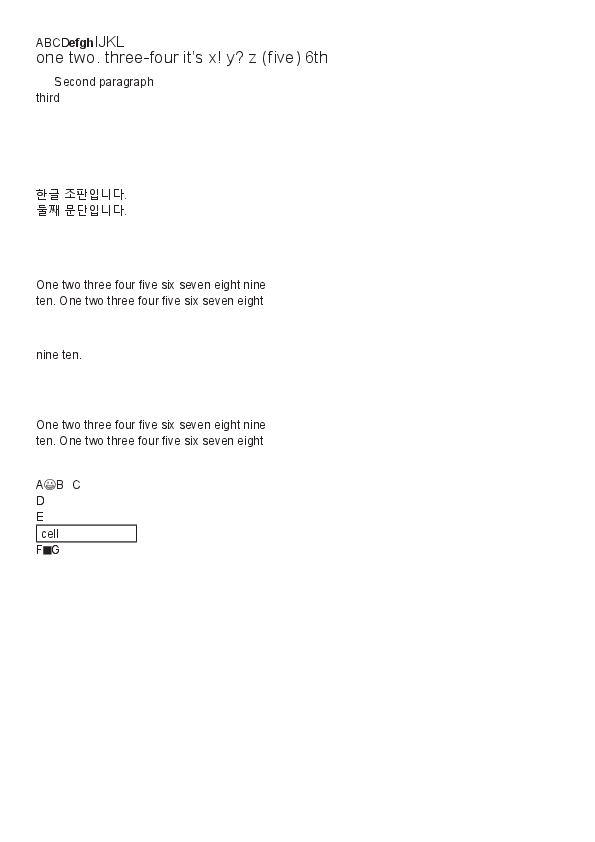 ABCDefghIJKL
one two. three-four it's x! y? z (five) 6th
Second paragraph
third
한글 조판입니다.
둘째 문단입니다.
One two three four five six seven eight nine
ten. One two three four five six seven eight
nine ten.
One two three four five six seven eight nine
ten. One two three four five six seven eight
A😀B C
D
E
cell
F■G